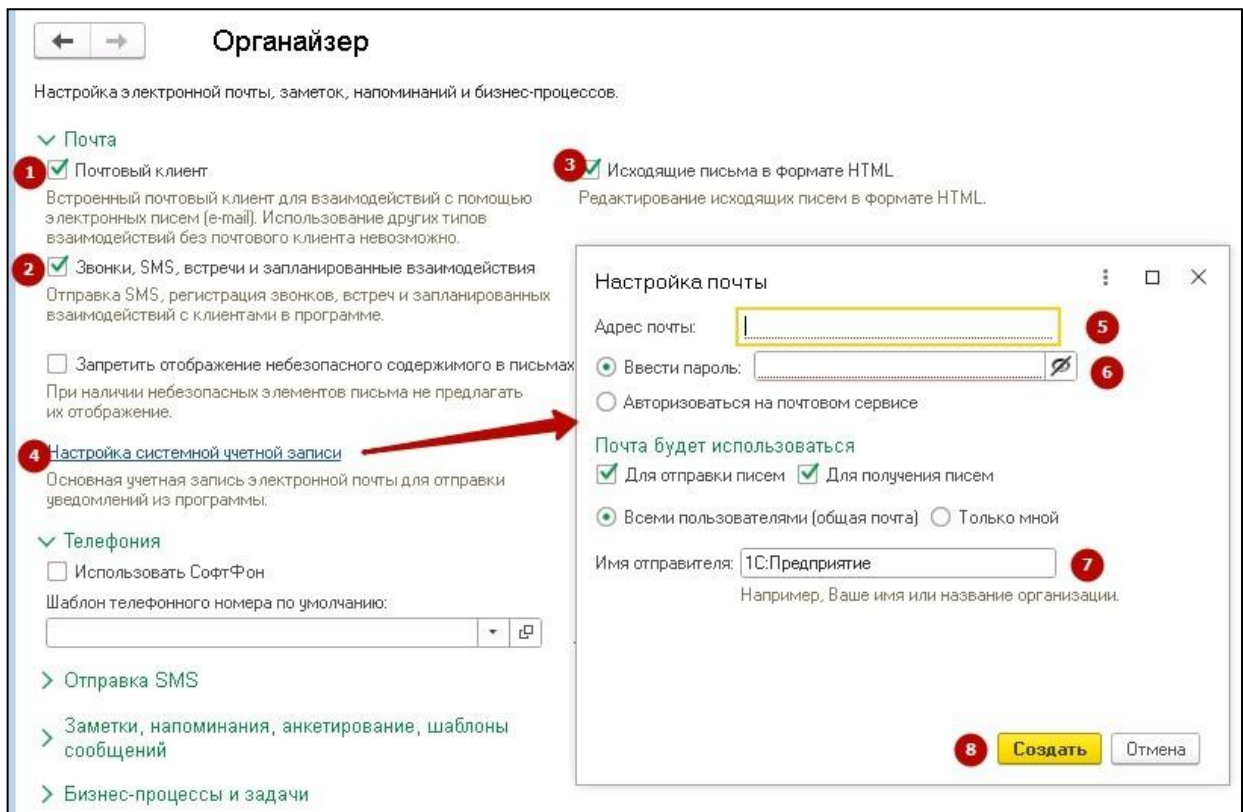 Органайзер
Настройка электронной почты, заметок, напоминаний и бизнес-процессов.
Почта
1 Почтовый клиент
Встроенный почтовый клиент для взаимодействий с помощью
электронных писем (e-mail). Использование других типов
взаимодействий без почтового клиента невозможно.
3 Исходящие письма в формате HTML
Редактирование исходящих писем в формате HTML.
2 Звонки, SMS, встречи и запланированные взаимодействия
Отправка SMS, регистрация звонков, встреч и запланированных
взаимодействий с клиентами в программе.
Запретить отображение небезопасного содержимого в письмах
При наличии небезопасных элементов письма не предлагать
их отображение.
4 Настройка системной учетной записи
Основная учетная запись электронной почты для отправки
уведомлений из программы.
Телефония
Использовать СофтФон
Шаблон телефонного номера по умолчанию:
Отправка SMS
Заметки, напоминания, анкетирование, шаблоны
сообщений
Бизнес-процессы и задачи
Настройка почты
Адрес почты: 5
Ввести пароль: 6
Авторизоваться на почтовом сервисе
Почта будет использоваться
Для отправки писем Для получения писем
Всеми пользователями (общая почта) Только мной
Имя отправителя: 1С:Предприятие 7
Например, Ваше имя или название организации.
8 Создать Отмена